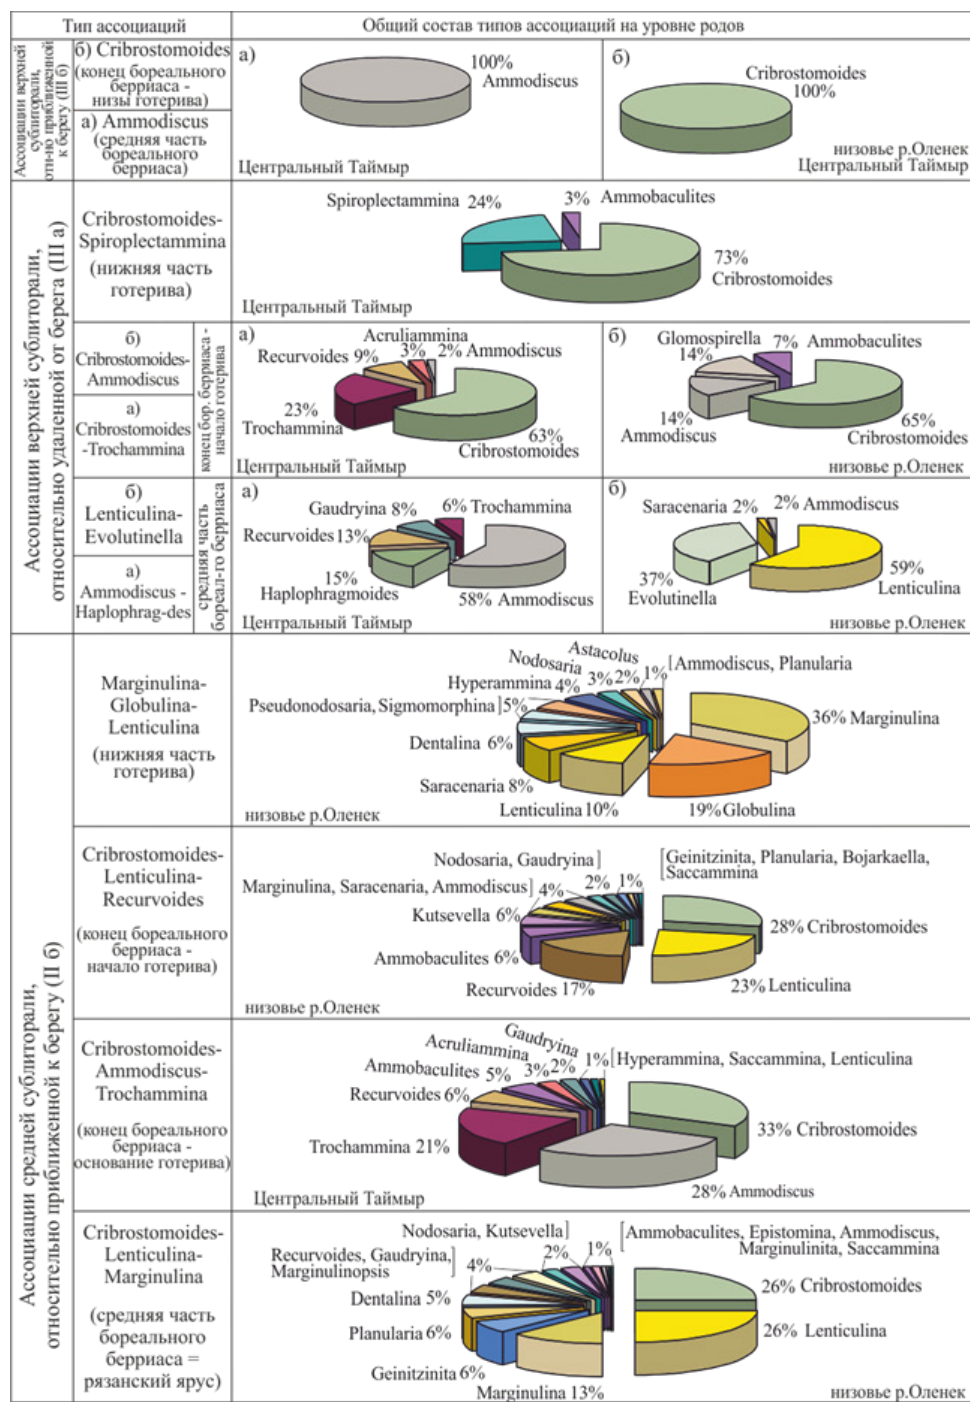 Тип ассоциаций
Общий состав типов ассоциаций на уровне родов
Ассоциации верхней
сублиторали,
отн-но приближенной
к берегу (III б)
б) Cribrostomoides
(конец бореального
берриаса -
низы готерива)
а) Ammodiscus
(средняя часть
бореального
берриаса)
а)
100%
Ammodiscus
Центральный Таймыр
б)
Cribrostomoides
100%
низовье р.Оленек
Центральный Таймыр
Ассоциации верхней сублиторали,
относительно удаленной от берега (III а)
Cribrostomoides-
Spiroplectammina
(нижняя часть
готерива)
Spiroplectammina 24%
3% Ammobaculites
73%
Cribrostomoides
Центральный Таймыр
б)
Cribrostomoides-
Ammodiscus
а)
Cribrostomoides
-Trochammina
конец бор. берриаса -
начало готерива
а)
Acruliammina
Recurvoides 9%
3%
2% Ammodiscus
23%
Trochammina
63%
Cribrostomoides
Центральный Таймыр
б)
Glomospirella
14%
7%
Ammobaculites
14%
Ammodiscus
65%
Cribrostomoides
низовье р.Оленек
б)
Lenticulina-
Evolutinella
а)
Ammodiscus -
Haplophrag-des
средняя часть
бореал-го берриаса
а)
Gaudryina 8%
6% Trochammina
Recurvoides 13%
15%
Haplophragmoides
58% Ammodiscus
Центральный Таймыр
б)
Saracenaria 2%
2% Ammodiscus
37%
Evolutinella
59%
Lenticulina
низовье р.Оленек
Ассоциации средней сублиторали,
относительно приближенной к берегу (II б)
Marginulina-
Globulina-
Lenticulina
(нижняя часть
готерива)
Astacolus
Nodosaria
3% 2% 1% [Ammodiscus, Planularia
Hyperammina 4%
Pseudonodosaria, Sigmomorphina] 5%
36% Marginulina
Dentalina 6%
Saracenaria 8%
Lenticulina 10%
19% Globulina
низовье р.Оленек
Cribrostomoides-
Lenticulina-
Recurvoides
(конец бореального
берриаса -
начало готерива)
Nodosaria, Gaudryina]
2%
1%
[Geinitzinita, Planularia, Bojarkaella,
Saccammina
Marginulina, Saracenaria, Ammodiscus] 4%
Kutsevella 6%
28% Cribrostomoides
Ammobaculites 6%
Recurvoides 17%
23% Lenticulina
низовье р.Оленек
Cribrostomoides-
Ammodiscus-
Trochammina
(конец бореального
берриаса -
основание готерива)
Gaudryina
Acruliammina
3% 2% 1% [Hyperammina, Saccammina, Lenticulina
Ammobaculites 5%
Recurvoides 6%
33% Cribrostomoides
Trochammina 21%
28% Ammodiscus
Центральный Таймыр
Cribrostomoides-
Lenticulina-
Marginulina
(средняя часть
бореального
берриаса =
рязанский ярус)
Nodosaria, Kutsevella]
2%
1%
[Ammobaculites, Epistomina, Ammodiscus,
Marginulinita, Saccammina
Recurvoides, Gaudryina,
Marginulinopsis] 4%
26% Cribrostomoides
Dentalina 5%
Planularia 6%
26% Lenticulina
Geinitzinita 6%
Marginulina 13%
низовье р.Оленек